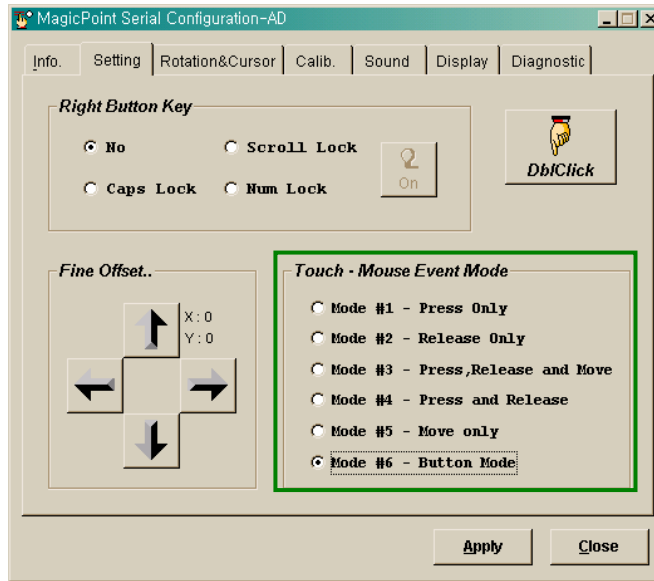 MagicPoint Serial Configuration-AD
Info. Setting Rotation&Cursor Calib. Sound Display Diagnostic
Right Button Key
No Scroll Lock
Caps Lock Num Lock
On
DblClick
Fine Offset..
X : 0
Y : 0
Touch - Mouse Event Mode
Mode #1 - Press Only
Mode #2 - Release Only
Mode #3 - Press,Release and Move
Mode #4 - Press and Release
Mode #5 - Move only
Mode #6 - Button Mode
Apply Close